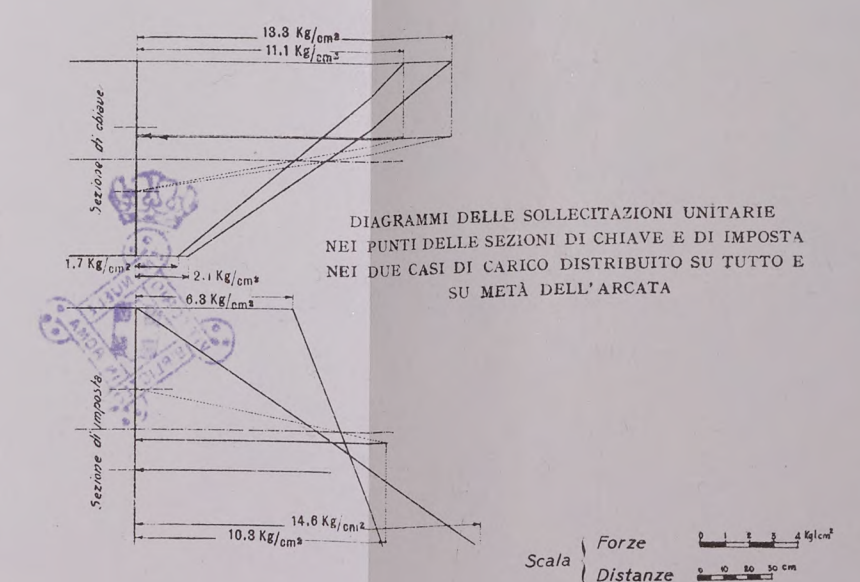 13.3 Kg/cm²
11.1 Kg/cm²
Sezione di chiave
DIAGRAMMI DELLE SOLLECITAZIONI UNITARIE
NEI PUNTI DELLE SEZIONI DI CHIAVE E DI IMPOSTA
NEI DUE CASI DI CARICO DISTRIBUITO SU TUTTO E
SU METÀ DELL'ARCATA
1.7 Kg/cm²
2.1 Kg/cm²
6.3 Kg/cm²
Sezione di imposta
14.6 Kg/cm²
10.3 Kg/cm²
Scala
Forze 0 1 2 3 4 Kg/cm²
Distanze 0 10 20 30 cm
ROMA